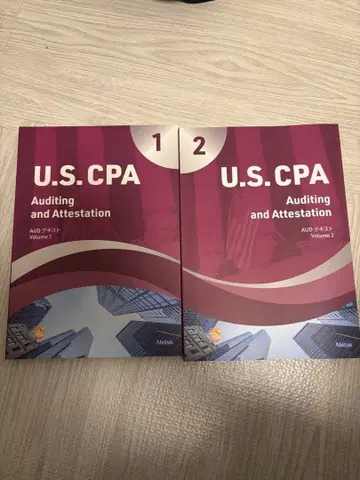 1
U.S. CPA
Auditing
and Attestation
AUD テキスト
Volume 1
Abitus
2
U.S. CPA
Auditing
and Attestation
AUD テキスト
Volume 2
Abitus